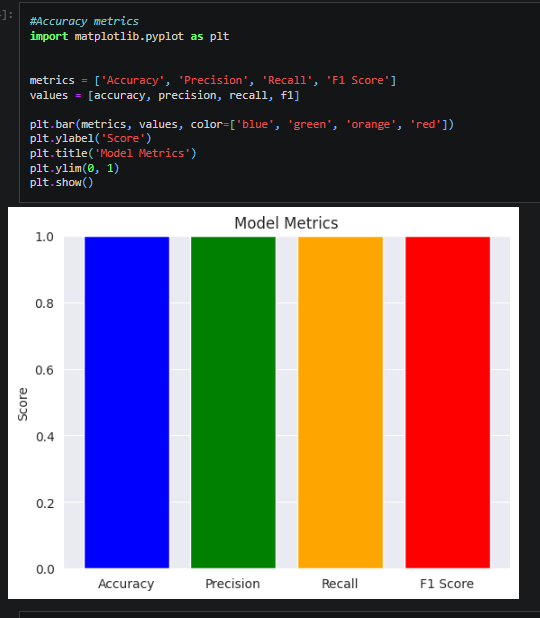 ]:
#Accuracy metrics
import matplotlib.pyplot as plt
metrics = ['Accuracy', 'Precision', 'Recall', 'F1 Score']
values = [accuracy, precision, recall, f1]
plt.bar(metrics, values, color=['blue', 'green', 'orange', 'red'])
plt.ylabel('Score')
plt.title('Model Metrics')
plt.ylim(0, 1)
plt.show()
Model Metrics
1.0
0.8
0.6
0.4
0.2
0.0
Score
Accuracy Precision Recall F1 Score